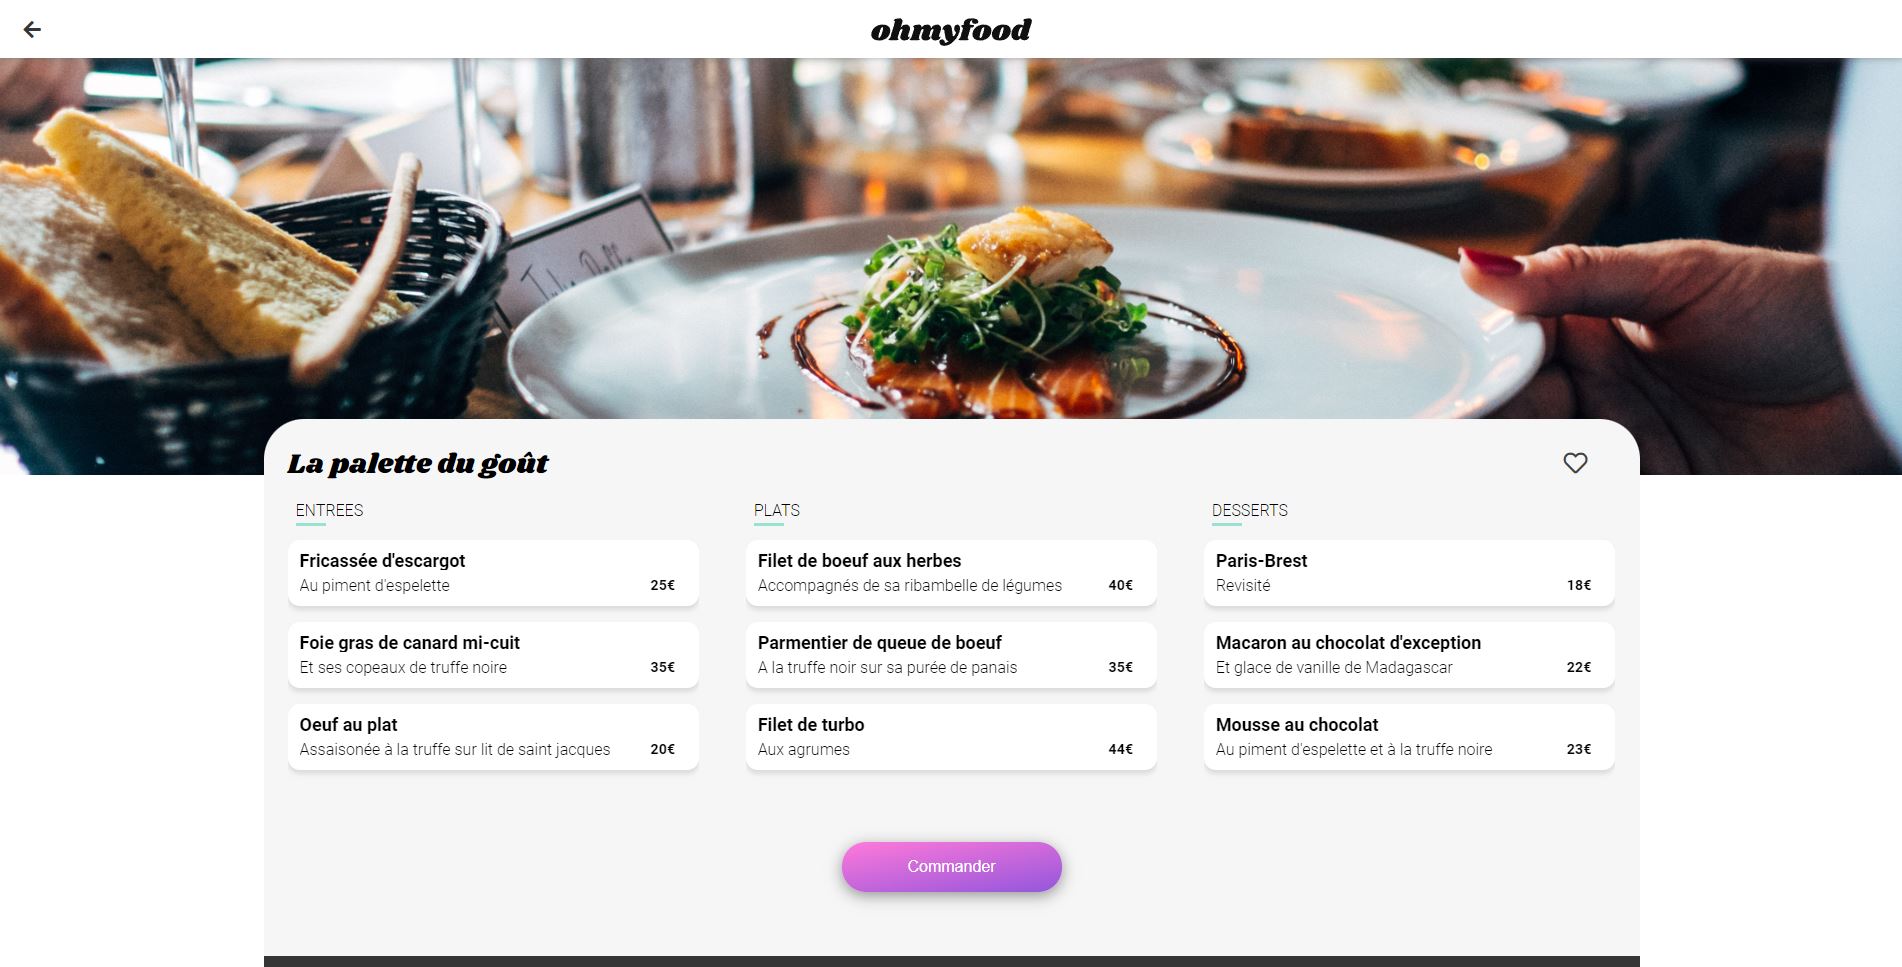 ohmyfood
La palette du goût
ENTREES
Fricassée d'escargot
Au piment d'espelette 25€
Foie gras de canard mi-cuit
Et ses copeaux de truffe noire 35€
Oeuf au plat
Assaisonée à la truffe sur lit de saint jacques 20€
PLATS
Filet de boeuf aux herbes
Accompagnés de sa ribambelle de légumes 40€
Parmentier de queue de boeuf
A la truffe noir sur sa purée de panais 35€
Filet de turbo
Aux agrumes 44€
DESSERTS
Paris-Brest
Revisité 18€
Macaron au chocolat d'exception
Et glace de vanille de Madagascar 22€
Mousse au chocolat
Au piment d'espelette et à la truffe noire 23€
Commander